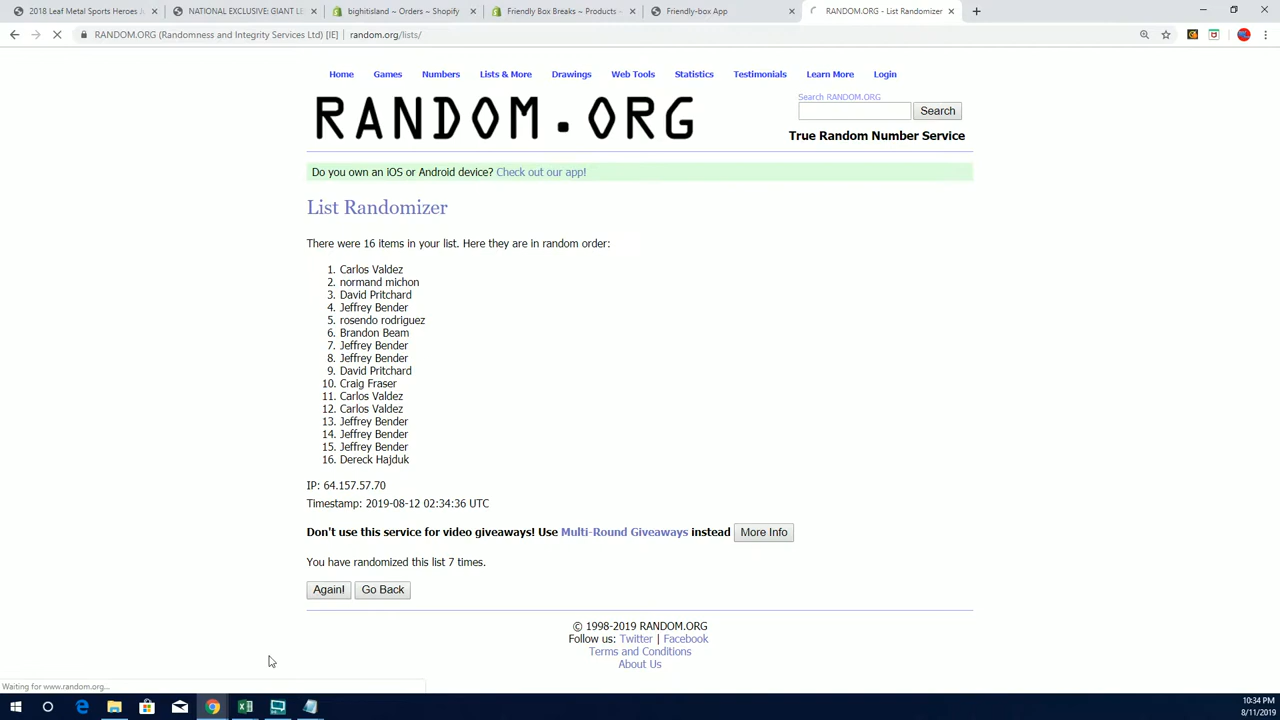 2018 Leaf Metal Sports Heroes
NATIONAL EXCLUSIVE! GIANT LE
bighitisland ~ Orders ~ Shopify
Friendly Box Breaks ~ Products ~
Friendly-box App
RANDOM.ORG - List Randomizer
RANDOM.ORG (Randomness and Integrity Services Ltd) [IE] | random.org/lists/
Home Games Numbers Lists & More Drawings Web Tools Statistics Testimonials Learn More Login
RANDOM.ORG
Search RANDOM.ORG
Search
True Random Number Service
Do you own an iOS or Android device? Check out our app!
List Randomizer
There were 16 items in your list. Here they are in random order:
1. Carlos Valdez
2. normand michon
3. David Pritchard
4. Jeffrey Bender
5. rosendo rodriguez
6. Brandon Beam
7. Jeffrey Bender
8. Jeffrey Bender
9. David Pritchard
10. Craig Fraser
11. Carlos Valdez
12. Carlos Valdez
13. Jeffrey Bender
14. Jeffrey Bender
15. Jeffrey Bender
16. Dereck Hajduk
IP: 64.157.57.70
Timestamp: 2019-08-12 02:34:36 UTC
Don't use this service for video giveaways! Use Multi-Round Giveaways instead More Info
You have randomized this list 7 times.
Again! Go Back
© 1998-2019 RANDOM.ORG
Follow us: Twitter | Facebook
Terms and Conditions
About Us
Waiting for www.random.org...
10:34 PM
8/11/2019